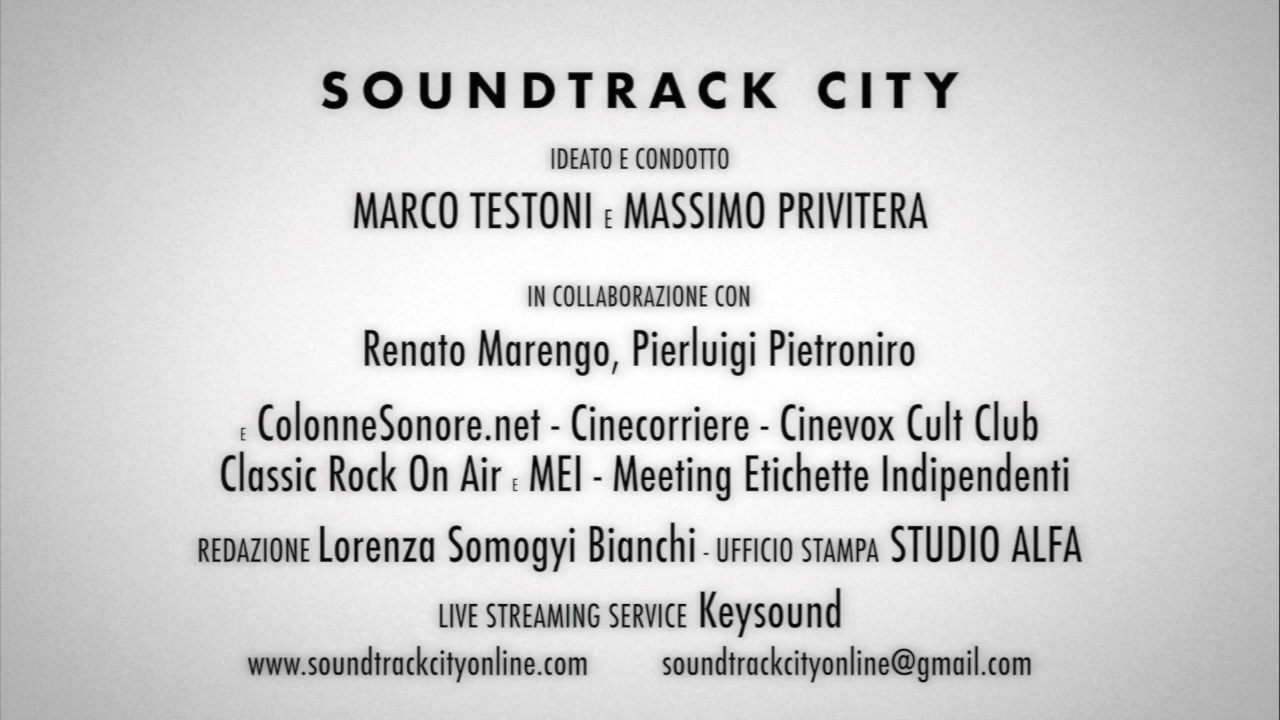 SOUNDTRACK CITY
IDEATO E CONDOTTO
MARCO TESTONI E MASSIMO PRIVITERA
IN COLLABORAZIONE CON
Renato Marengo, Pierluigi Pietroniro
E ColonneSonore.net - Cinecorriere - Cinevox Cult Club
Classic Rock On Air E MEI - Meeting Etichette Indipendenti
REDAZIONE Lorenza Somogyi Bianchi - UFFICIO STAMPA STUDIO ALFA
LIVE STREAMING SERVICE Keysound
www.soundtrackcityonline.com soundtrackcityonline@gmail.com